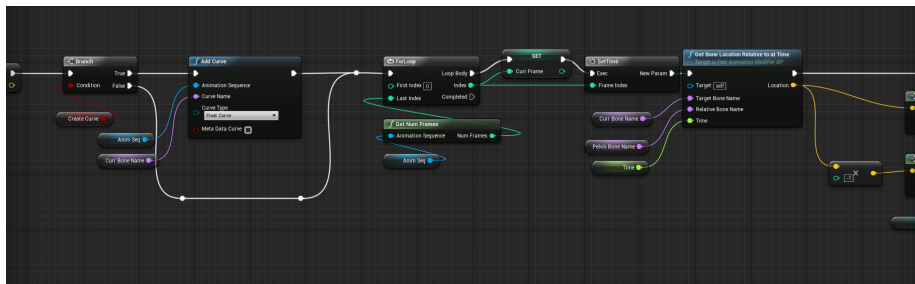 Branch
True
Condition
False
Create Curve
Anim Seq
Curr Bone Name
Add Curve
Animation Sequence
Curve Name
Curve Type
Float Curve
Meta Data Curve
ForLoop
Loop Body
First Index 0
Index
Last Index
Completed
Get Num Frames
Animation Sequence
Num Frames
Anim Seq
SET
Curr Frame
SetTime
Exec
New Param
Frame Index
Curr Bone Name
Pelvis Bone Name
Time
Get Bone Location Relative to at Time
Target is Feet Animation Modifier BP
Target self
Location
Target Bone Name
Relative Bone Name
Time
-1
X